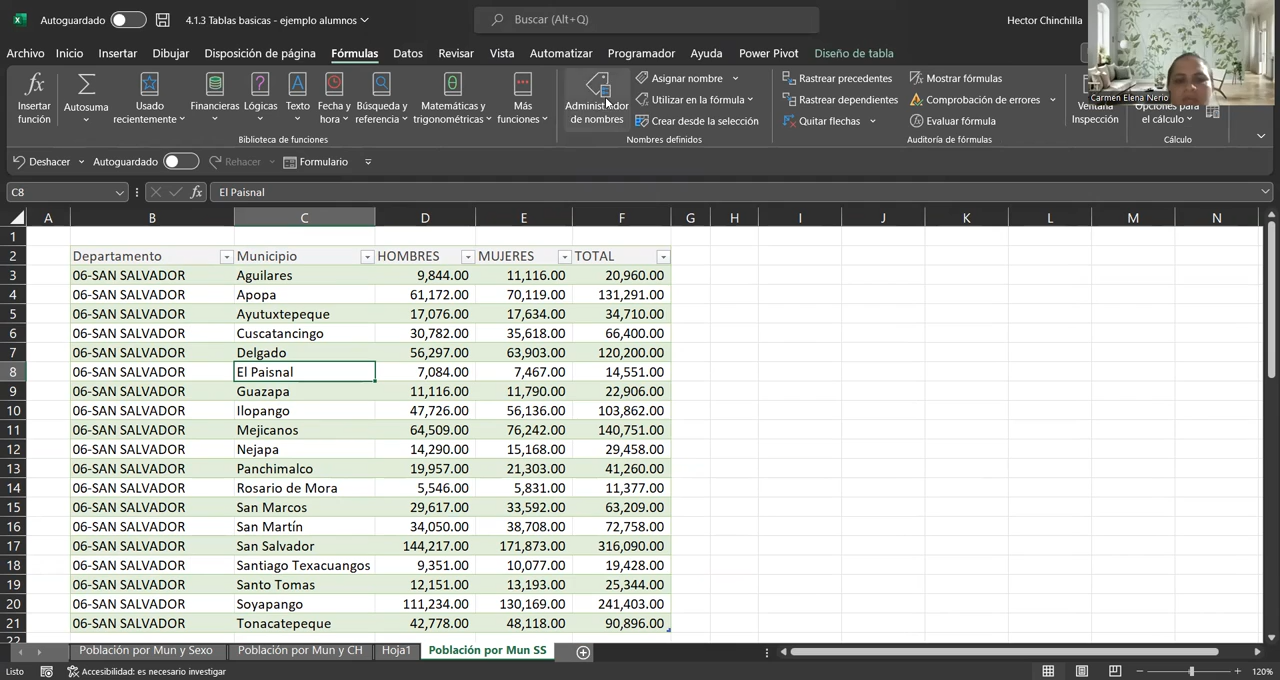 Autoguardado 4.1.3 Tablas basicas - ejemplo alumnos Buscar (Alt+Q) Hector Chinchilla
Archivo Inicio Insertar Dibujar Disposición de página Fórmulas Datos Revisar Vista Automatizar Programador Ayuda Power Pivot Diseño de tabla
Insertar función
Autosuma
Usado recientemente
Financieras
Lógicas
Texto
Fecha y hora
Búsqueda y referencia
Matemáticas y trigonométricas
Más funciones
Biblioteca de funciones
Administrador de nombres
Asignar nombre
Utilizar en la fórmula
Crear desde la selección
Nombres definidos
Rastrear precedentes
Rastrear dependientes
Quitar flechas
Mostrar fórmulas
Comprobación de errores
Evaluar fórmula
Auditoría de fórmulas
Ventana Inspección
Opciones para el cálculo
Cálculo
Carmen Elena Nerio
Deshacer Autoguardado Rehacer Formulario
C8 fx El Paisnal
A B C D E F G H I J K L M N
1
2 Departamento Municipio HOMBRES MUJERES TOTAL
3 06-SAN SALVADOR Aguilares 9,844.00 11,116.00 20,960.00
4 06-SAN SALVADOR Apopa 61,172.00 70,119.00 131,291.00
5 06-SAN SALVADOR Ayutuxtepeque 17,076.00 17,634.00 34,710.00
6 06-SAN SALVADOR Cuscatancingo 30,782.00 35,618.00 66,400.00
7 06-SAN SALVADOR Delgado 56,297.00 63,903.00 120,200.00
8 06-SAN SALVADOR El Paisnal 7,084.00 7,467.00 14,551.00
9 06-SAN SALVADOR Guazapa 11,116.00 11,790.00 22,906.00
10 06-SAN SALVADOR Ilopango 47,726.00 56,136.00 103,862.00
11 06-SAN SALVADOR Mejicanos 64,509.00 76,242.00 140,751.00
12 06-SAN SALVADOR Nejapa 14,290.00 15,168.00 29,458.00
13 06-SAN SALVADOR Panchimalco 19,957.00 21,303.00 41,260.00
14 06-SAN SALVADOR Rosario de Mora 5,546.00 5,831.00 11,377.00
15 06-SAN SALVADOR San Marcos 29,617.00 33,592.00 63,209.00
16 06-SAN SALVADOR San Martín 34,050.00 38,708.00 72,758.00
17 06-SAN SALVADOR San Salvador 144,217.00 171,873.00 316,090.00
18 06-SAN SALVADOR Santiago Texacuangos 9,351.00 10,077.00 19,428.00
19 06-SAN SALVADOR Santo Tomas 12,151.00 13,193.00 25,344.00
20 06-SAN SALVADOR Soyapango 111,234.00 130,169.00 241,403.00
21 06-SAN SALVADOR Tonacatepeque 42,778.00 48,118.00 90,896.00
22
Población por Mun y Sexo Población por Mun y CH Hoja1 Población por Mun SS
Listo Accesibilidad: es necesario investigar 120%